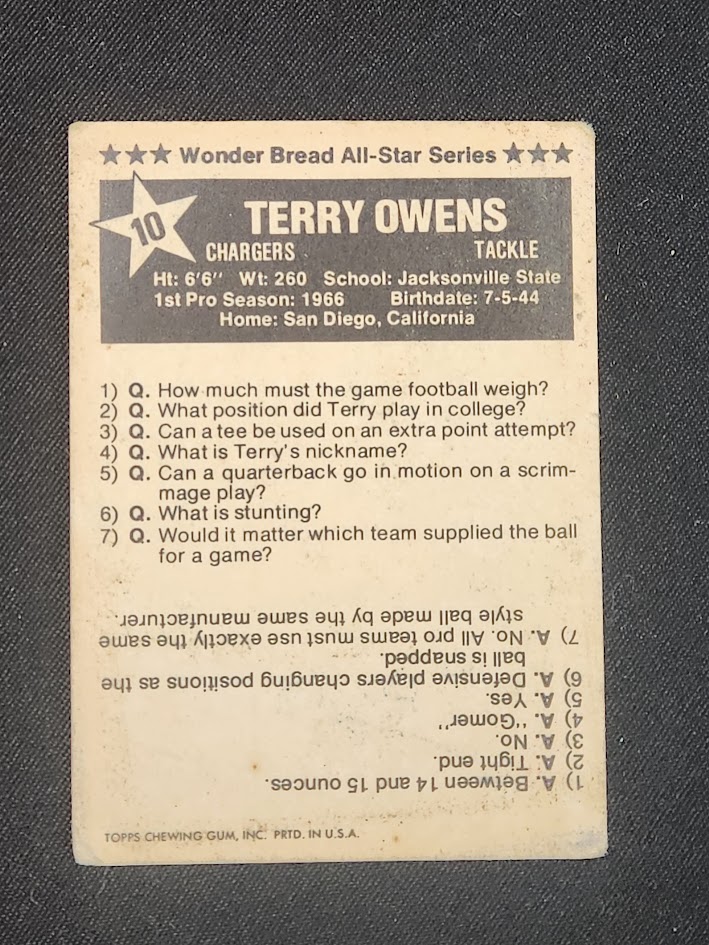 ★★★ Wonder Bread All-Star Series ★★★
10
TERRY OWENS
CHARGERS TACKLE
Ht: 6'6" Wt: 260 School: Jacksonville State
1st Pro Season: 1966 Birthdate: 7-5-44
Home: San Diego, California
1) Q. How much must the game football weigh?
2) Q. What position did Terry play in college?
3) Q. Can a tee be used on an extra point attempt?
4) Q. What is Terry's nickname?
5) Q. Can a quarterback go in motion on a scrim-
mage play?
6) Q. What is stunting?
7) Q. Would it matter which team supplied the ball
for a game?
1) A. Between 14 and 15 ounces.
2) A. Tight end.
3) A. No.
4) A. "Gomer"
5) A. Yes.
6) A. Defensive players changing positions as the
ball is snapped.
7) A. No. All pro teams must use exactly the same
style ball made by the same manufacturer.
TOPPS CHEWING GUM, INC. PRTD. IN U.S.A.